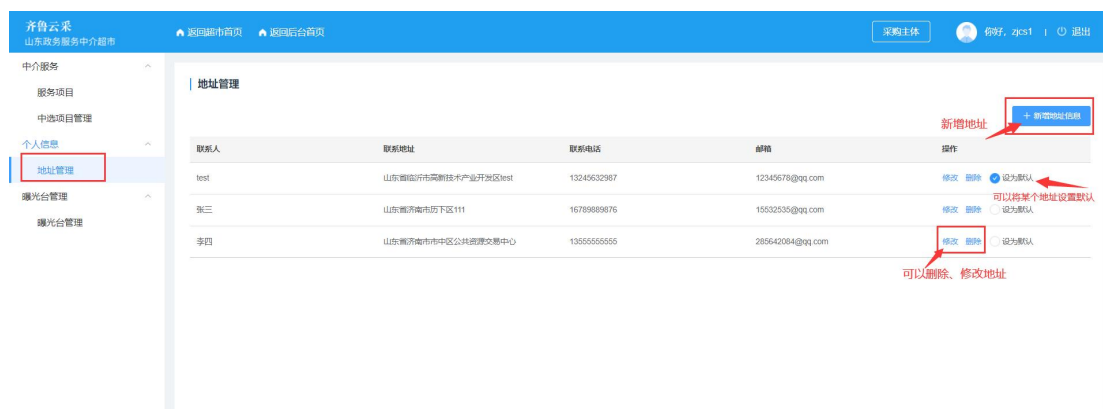 齐鲁云采
山东政务服务中介超市
返回超市首页 返回后台首页 采购主体 你好, zjcs1 | 退出
中介服务
服务项目
中选项目管理
个人信息
地址管理
曝光台管理
曝光台管理
地址管理
新增地址
+ 新增地址信息
联系人 联系地址 联系电话 邮箱 操作
test 山东省临沂市高新技术产业开发区test 13245632987 12345678@qq.com 修改 删除 设为默认
可以将某个地址设置默认
张三 山东省济南市历下区111 16789889876 15532535@qq.com 修改 删除 设为默认
李四 山东省济南市市中区公共资源交易中心 13555555555 285642084@qq.com 修改 删除 设为默认
可以删除、修改地址